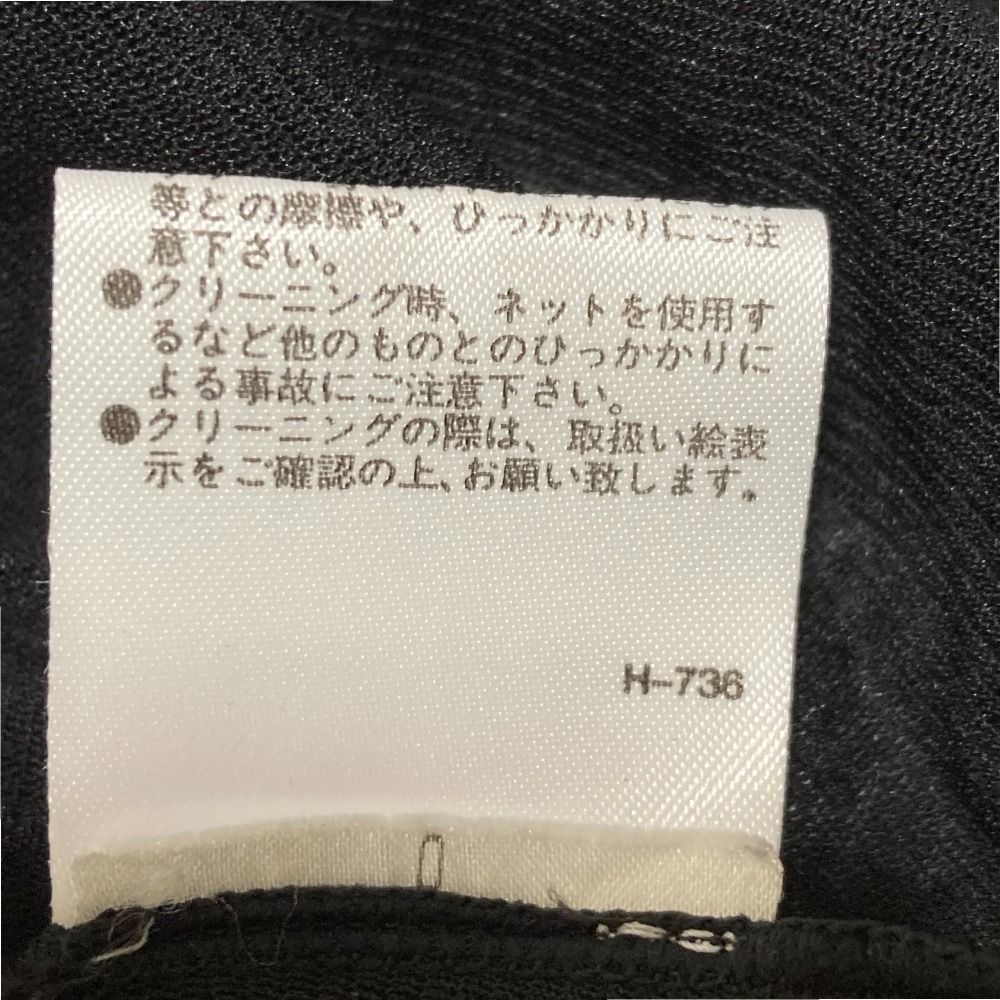 等との摩擦や、ひっかかりにご注
意下さい。
●クリーニング時、ネットを使用す
るなど他のものとのひっかかりに
よる事故にご注意下さい。
●クリーニングの際は、取扱い絵表
示をご確認の上、お願い致します。
H-736
0